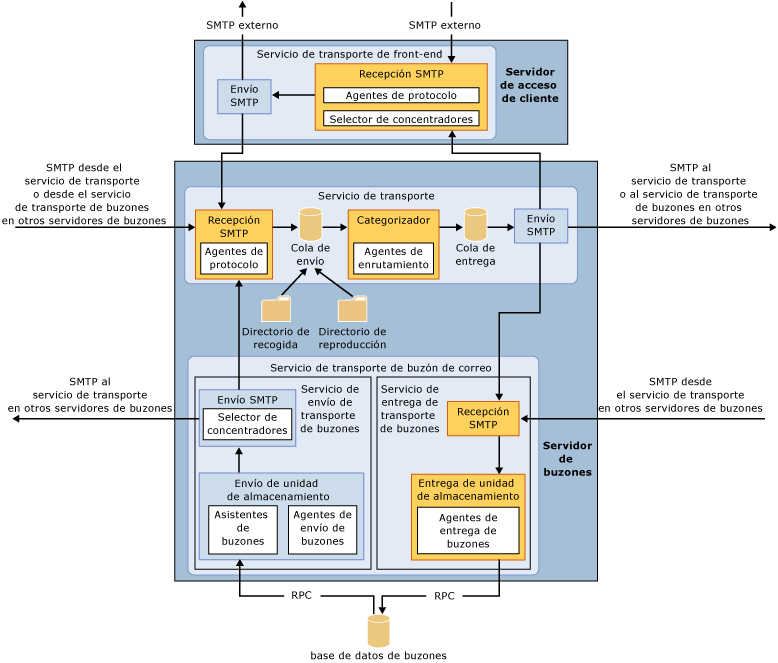 SMTP externo
SMTP externo
Servicio de transporte de front-end
Recepción SMTP
Agentes de protocolo
Selector de concentradores
Envío
SMTP
Servidor
de acceso
de cliente
SMTP desde el
servicio de transporte
o desde el servicio
de transporte de buzones
en otros servidores de buzones
SMTP al
servicio de transporte
o al servicio de transporte
de buzones en otros
servidores de buzones
Servicio de transporte
Recepción
SMTP
Agentes de
protocolo
Cola de
envío
Categorizador
Agentes de
enrutamiento
Cola de
entrega
Envío
SMTP
Directorio de
recogida
Directorio de
reproducción
Servicio de transporte de buzón de correo
SMTP al
servicio de transporte
en otros servidores de buzones
Envío SMTP
Selector de
concentradores
Servicio de
envío de
transporte
de buzones
Servicio de
entrega de
transporte
de buzones
Recepción
SMTP
SMTP desde
el servicio de transporte
en otros servidores de buzones
Servidor
de
buzones
Envío de unidad
de almacenamiento
Asistentes
de
buzones
Agentes de
envío de
buzones
Entrega de unidad
de almacenamiento
Agentes de
entrega de
buzones
RPC
RPC
base de datos de buzones